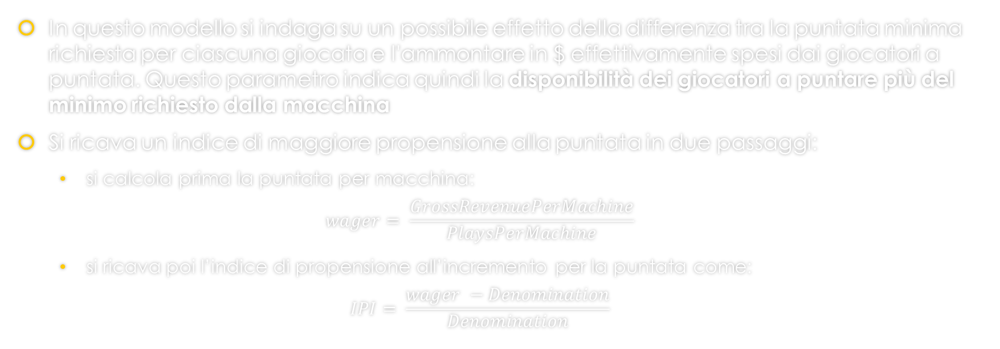 In questo modello si indaga su un possibile effetto della differenza tra la puntata minima
richiesta per ciascuna giocata e l'ammontare in $ effettivamente spesi dai giocatori a
puntata. Questo parametro indica quindi la disponibilità dei giocatori a puntare più del
minimo richiesto dalla macchina
Si ricava un indice di maggiore propensione alla puntata in due passaggi:
• si calcola prima la puntata per macchina:
wager = GrossRevenuePerMachine / PlaysPerMachine
• si ricava poi l'indice di propensione all'incremento per la puntata come:
IPI = wager − Denomination / Denomination